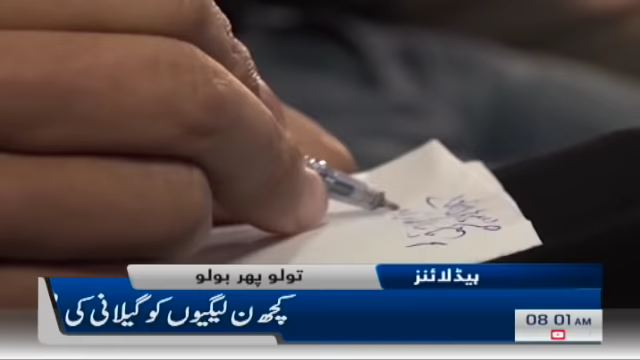 ہیڈلائنز
تولو پھر بولو
کچھ ن لیگیوں کو گیلانی کی
08 01 AM